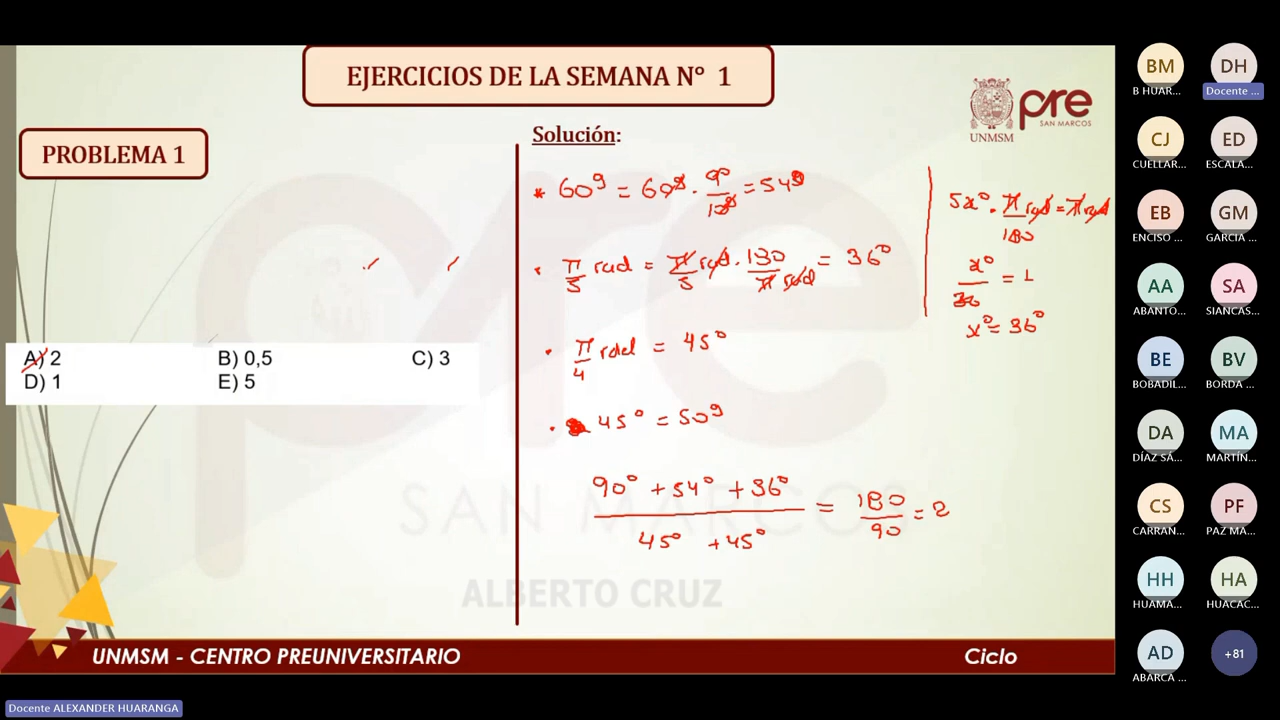 EJERCICIOS DE LA SEMANA N° 1
UNMSM
pre
SAN MARCOS
PROBLEMA 1
Solución:
* 60^g = 60^g · 9°/10^g = 54°
· π/5 rad = π/5 rad · 180/π rad = 36°
· π/4 rad = 45°
· 45° = 50^g
90° + 54° + 36° / 45° + 45° = 180/90 = 2
5x° · π rad/180 = π rad
x°/36 = 1
x° = 36°
A) 2 B) 0,5 C) 3
D) 1 E) 5
SAN MARCOS
ALBERTO CRUZ
UNMSM - CENTRO PREUNIVERSITARIO Ciclo
Docente ALEXANDER HUARANGA
BM DH
B HUAR... Docente ...
CJ ED
CUELLAR... ESCALA...
EB GM
ENCISO ... GARCIA ...
AA SA
ABANTO... SIANCAS...
BE BV
BOBADIL... BORDA ...
DA MA
DÍAZ SÁ... MARTÍN...
CS PF
CARRAN... PAZ MA...
HH HA
HUAMA... HUACAC...
AD +81
ABARCA ...